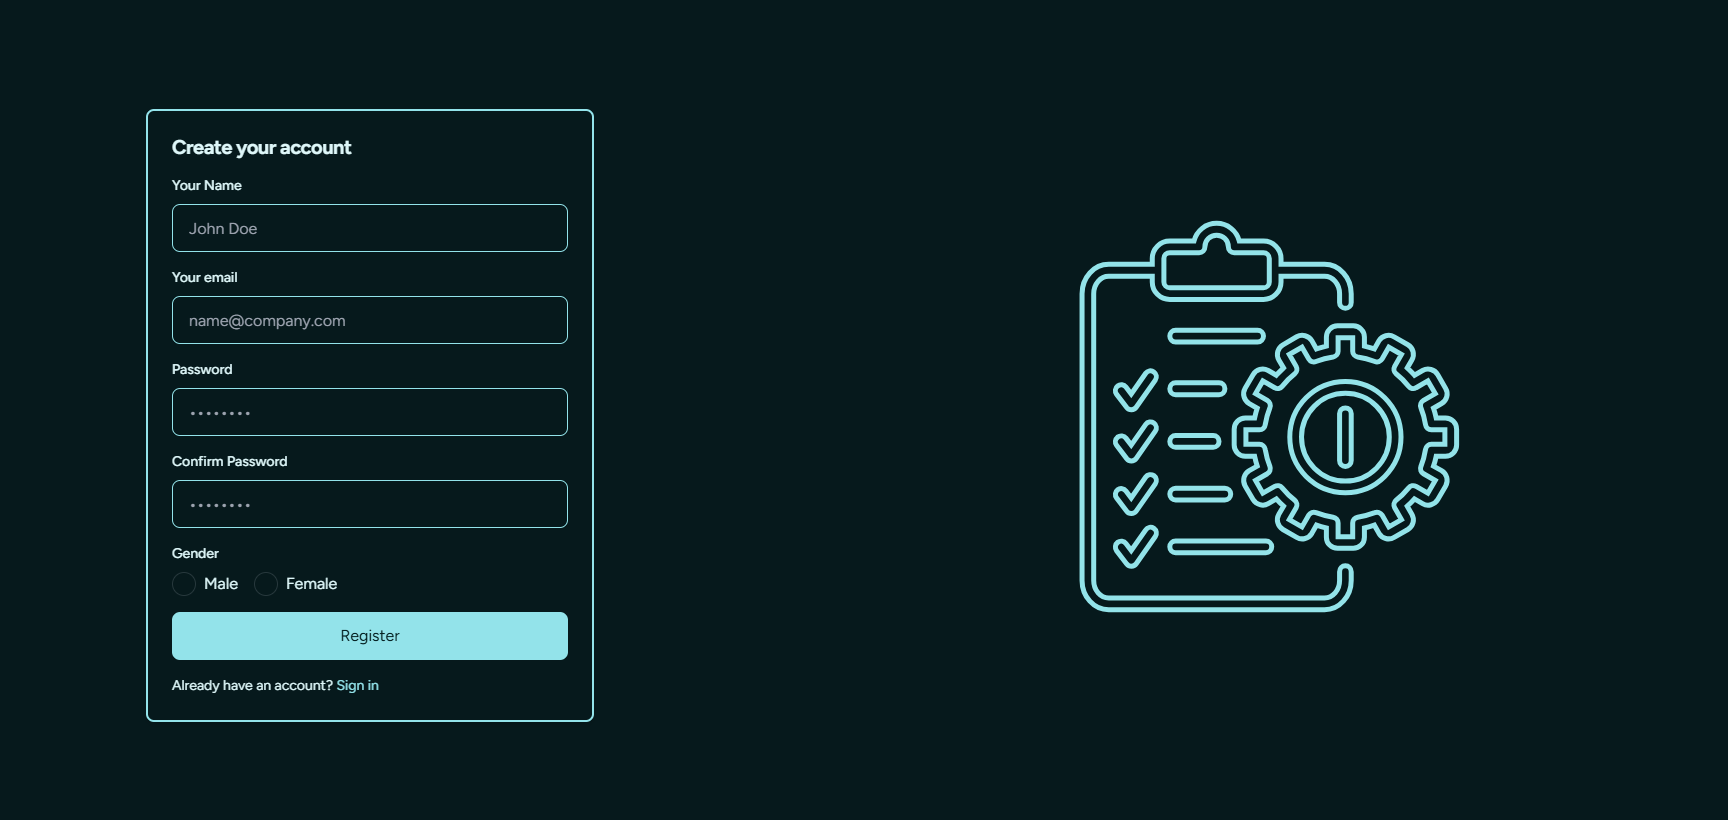 Create your account
Your Name
John Doe
Your email
name@company.com
Password
••••••••
Confirm Password
••••••••
Gender
Male Female
Register
Already have an account? Sign in